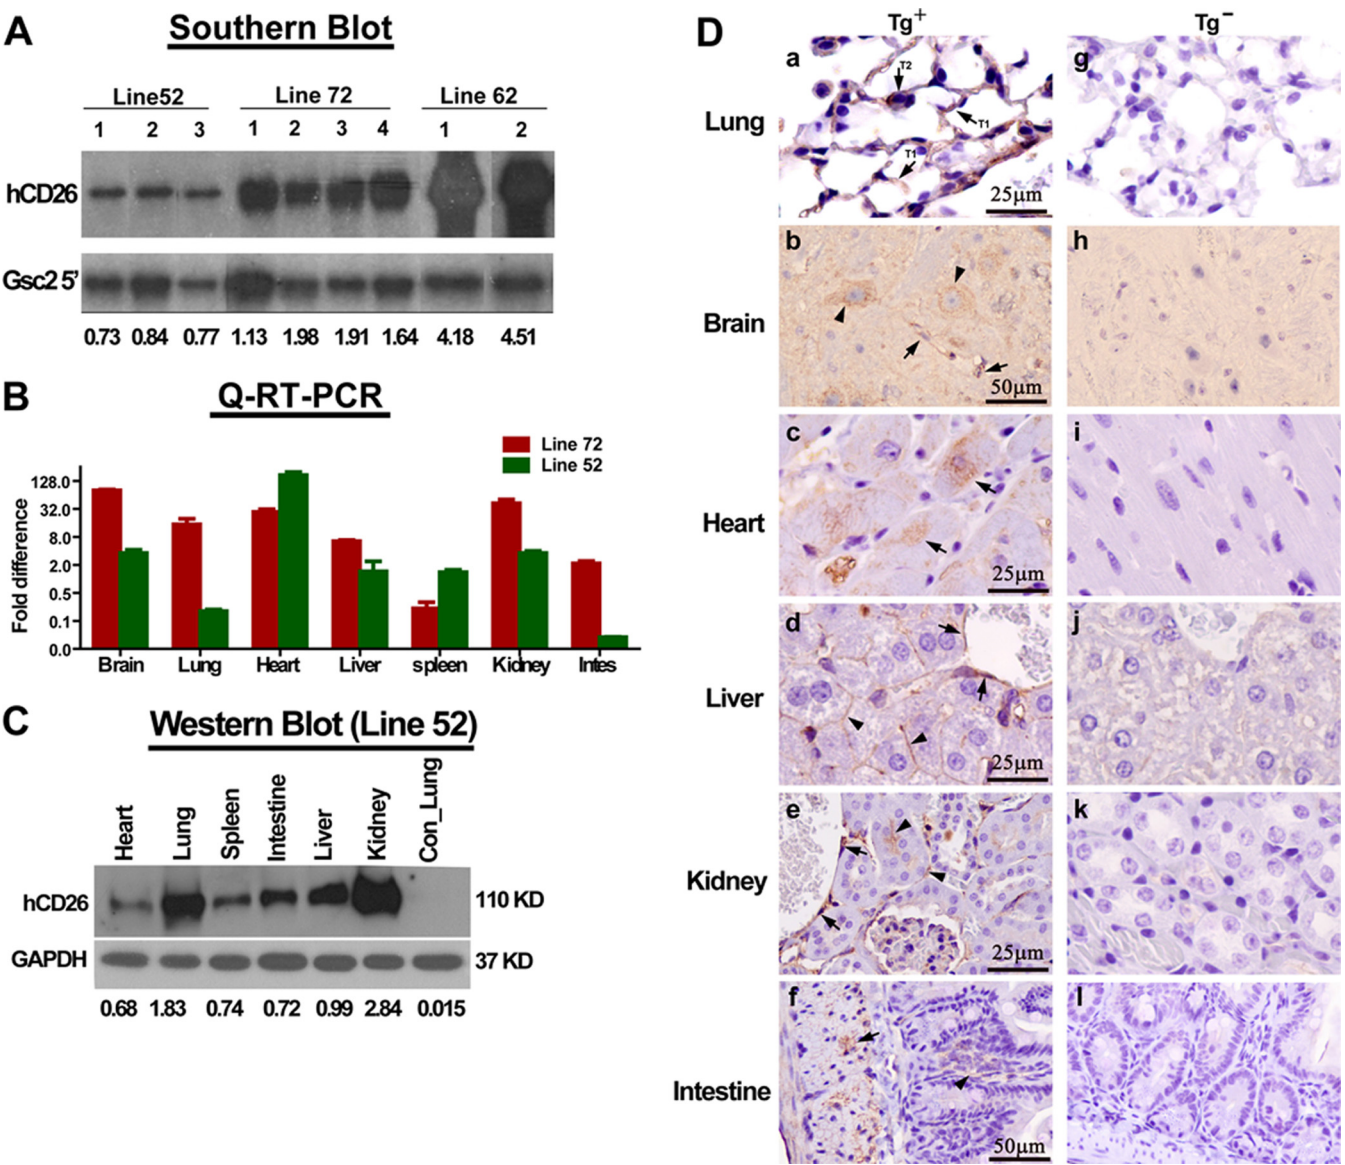 A
Southern Blot
Line52 Line 72 Line 62
1 2 3 1 2 3 4 1 2
hCD26
Gsc2 5'
0.73 0.84 0.77 1.13 1.98 1.91 1.64 4.18 4.51
B
Q-RT-PCR
Line 72
Line 52
Fold difference
128.0
32.0
8.0
2.0
0.5
0.1
0.0
Brain Lung Heart Liver spleen Kidney Intes
C
Western Blot (Line 52)
Heart Lung Spleen Intestine Liver Kidney Con_Lung
hCD26 110 KD
GAPDH 37 KD
0.68 1.83 0.74 0.72 0.99 2.84 0.015
D
Tg+ Tg−
Lung
a T2 T1 T1 25µm
g
Brain
b 50µm
h
Heart
c 25µm
i
Liver
d 25µm
j
Kidney
e 25µm
k
Intestine
f 50µm
l